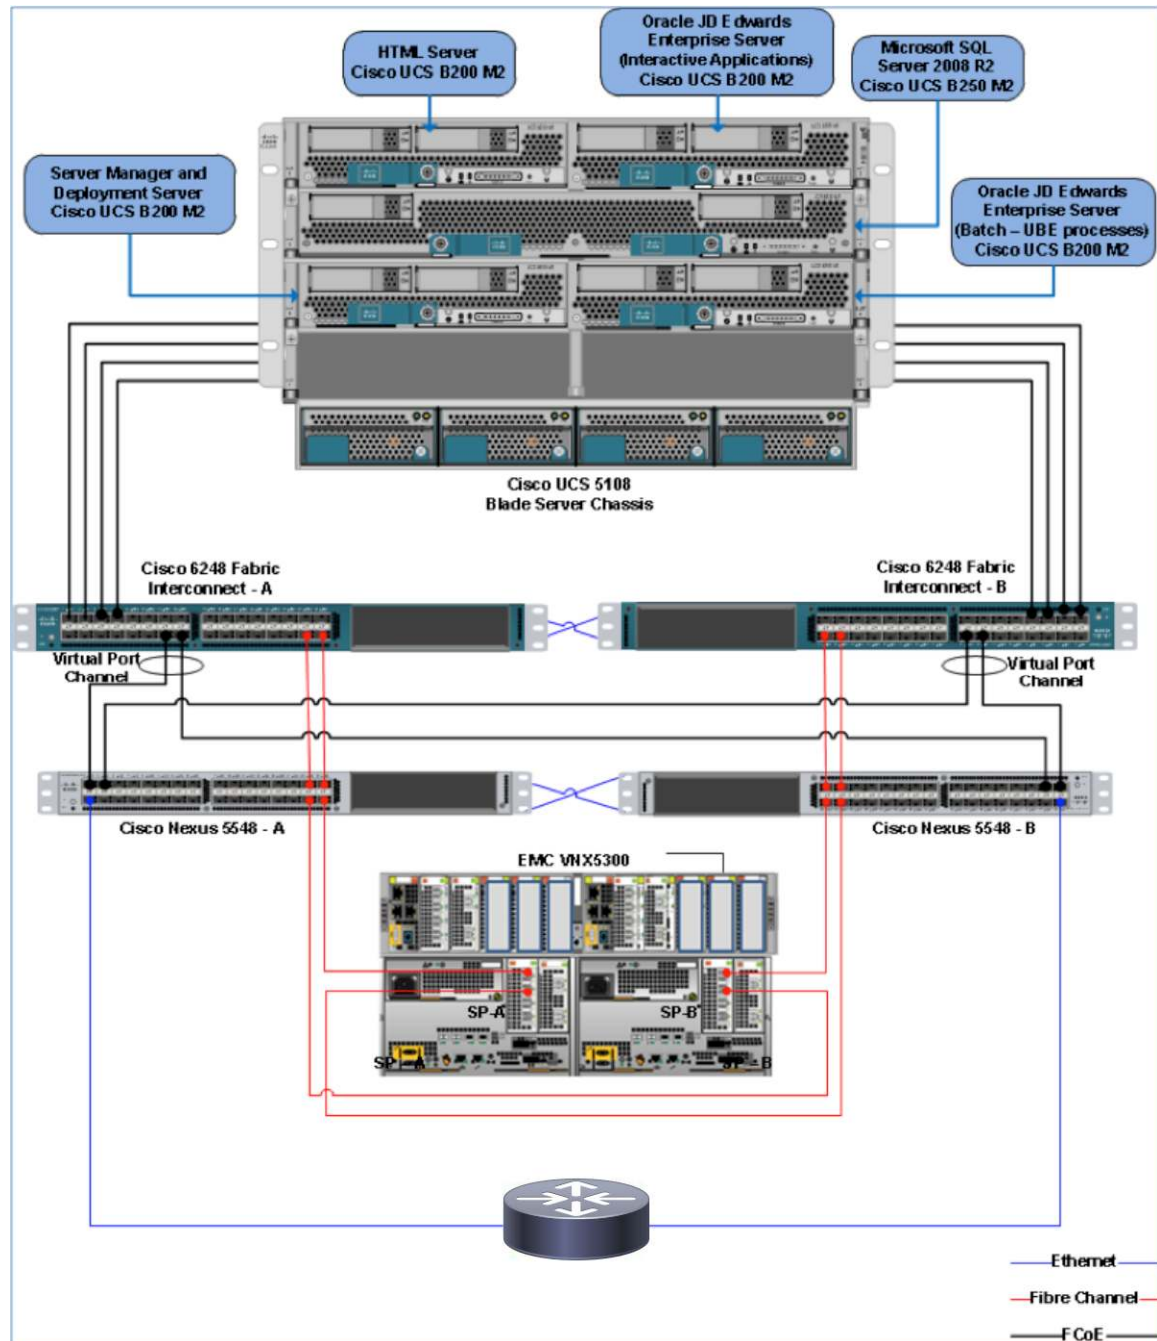 HTML Server
Cisco UCS B200 M2
Oracle JD Edwards
Enterprise Server
(Interactive Applications)
Cisco UCS B200 M2
Microsoft SQL
Server 2008 R2
Cisco UCS B250 M2
Server Manager and
Deployment Server
Cisco UCS B200 M2
Oracle JD Edwards
Enterprise Server
(Batch – UBE processes)
Cisco UCS B200 M2
Cisco UCS 5108
Blade Server Chassis
Cisco 6248 Fabric
Interconnect - A
Cisco 6248 Fabric
Interconnect - B
Virtual Port
Channel
Virtual Port
Channel
Cisco Nexus 5548 - A
Cisco Nexus 5548 - B
EMC VNX5300
SP-A
SP-B
SP - A
SP - B
Ethernet
Fibre Channel
FCoE